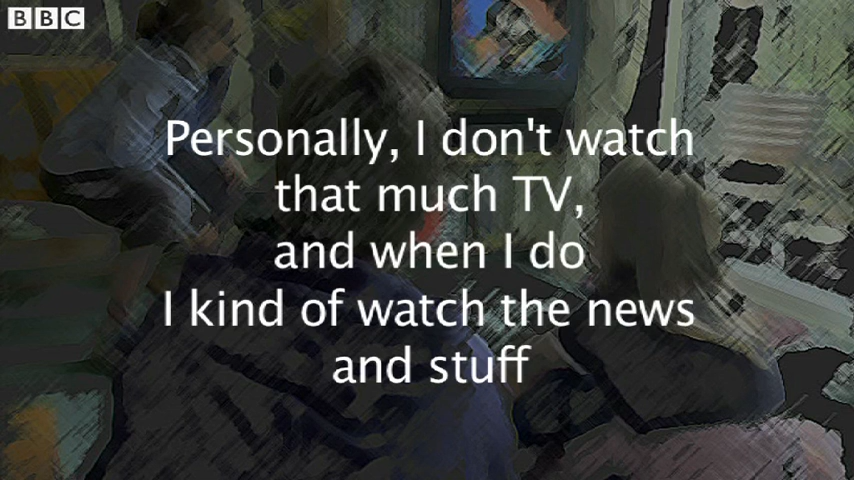 BBC
Personally, I don't watch
that much TV,
and when I do
I kind of watch the news
and stuff